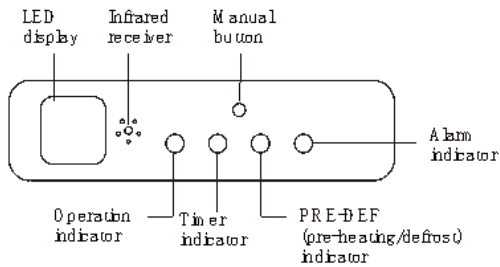 LED
display
Infrared
receiver
Manual
button
Alarm
indicator
Operation
indicator
Timer
indicator
PRE-DEF
(pre-heating/defrost)
indicator